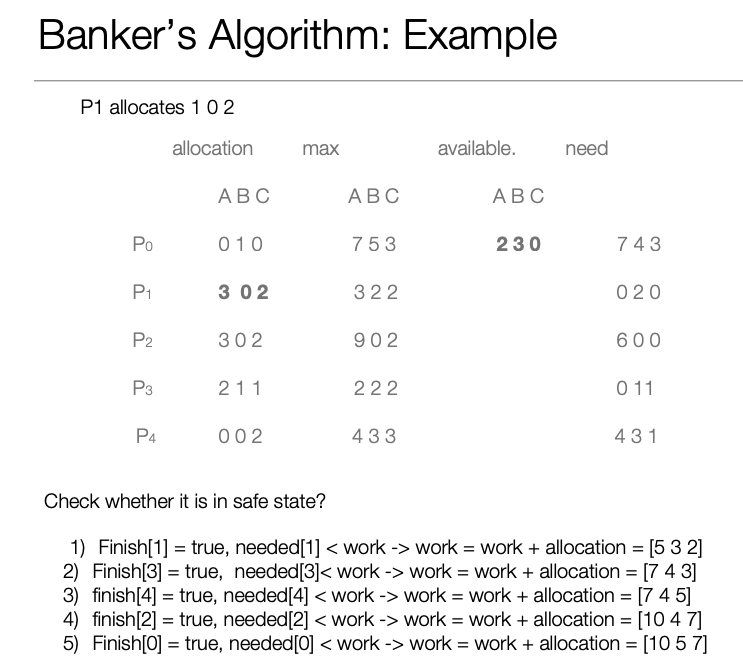 Banker's Algorithm: Example
P1 allocates 1 0 2
allocation max available. need
A B C A B C A B C
P0 0 1 0 7 5 3 2 3 0 7 4 3
P1 3 0 2 3 2 2 0 2 0
P2 3 0 2 9 0 2 6 0 0
P3 2 1 1 2 2 2 0 11
P4 0 0 2 4 3 3 4 3 1
Check whether it is in safe state?
1) Finish[1] = true, needed[1] < work -> work = work + allocation = [5 3 2]
2) Finish[3] = true, needed[3]< work -> work = work + allocation = [7 4 3]
3) finish[4] = true, needed[4] < work -> work = work + allocation = [7 4 5]
4) finish[2] = true, needed[2] < work -> work = work + allocation = [10 4 7]
5) Finish[0] = true, needed[0] < work -> work = work + allocation = [10 5 7]